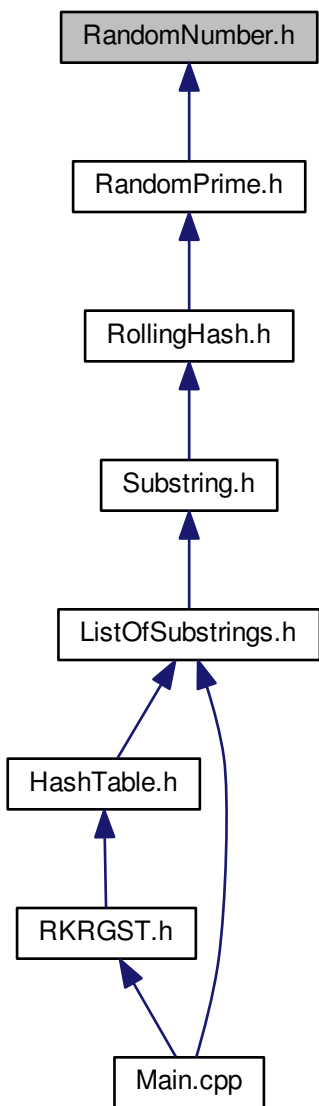 RandomNumber.h
RandomPrime.h
RollingHash.h
Substring.h
ListOfSubstrings.h
HashTable.h
RKRGST.h
Main.cpp